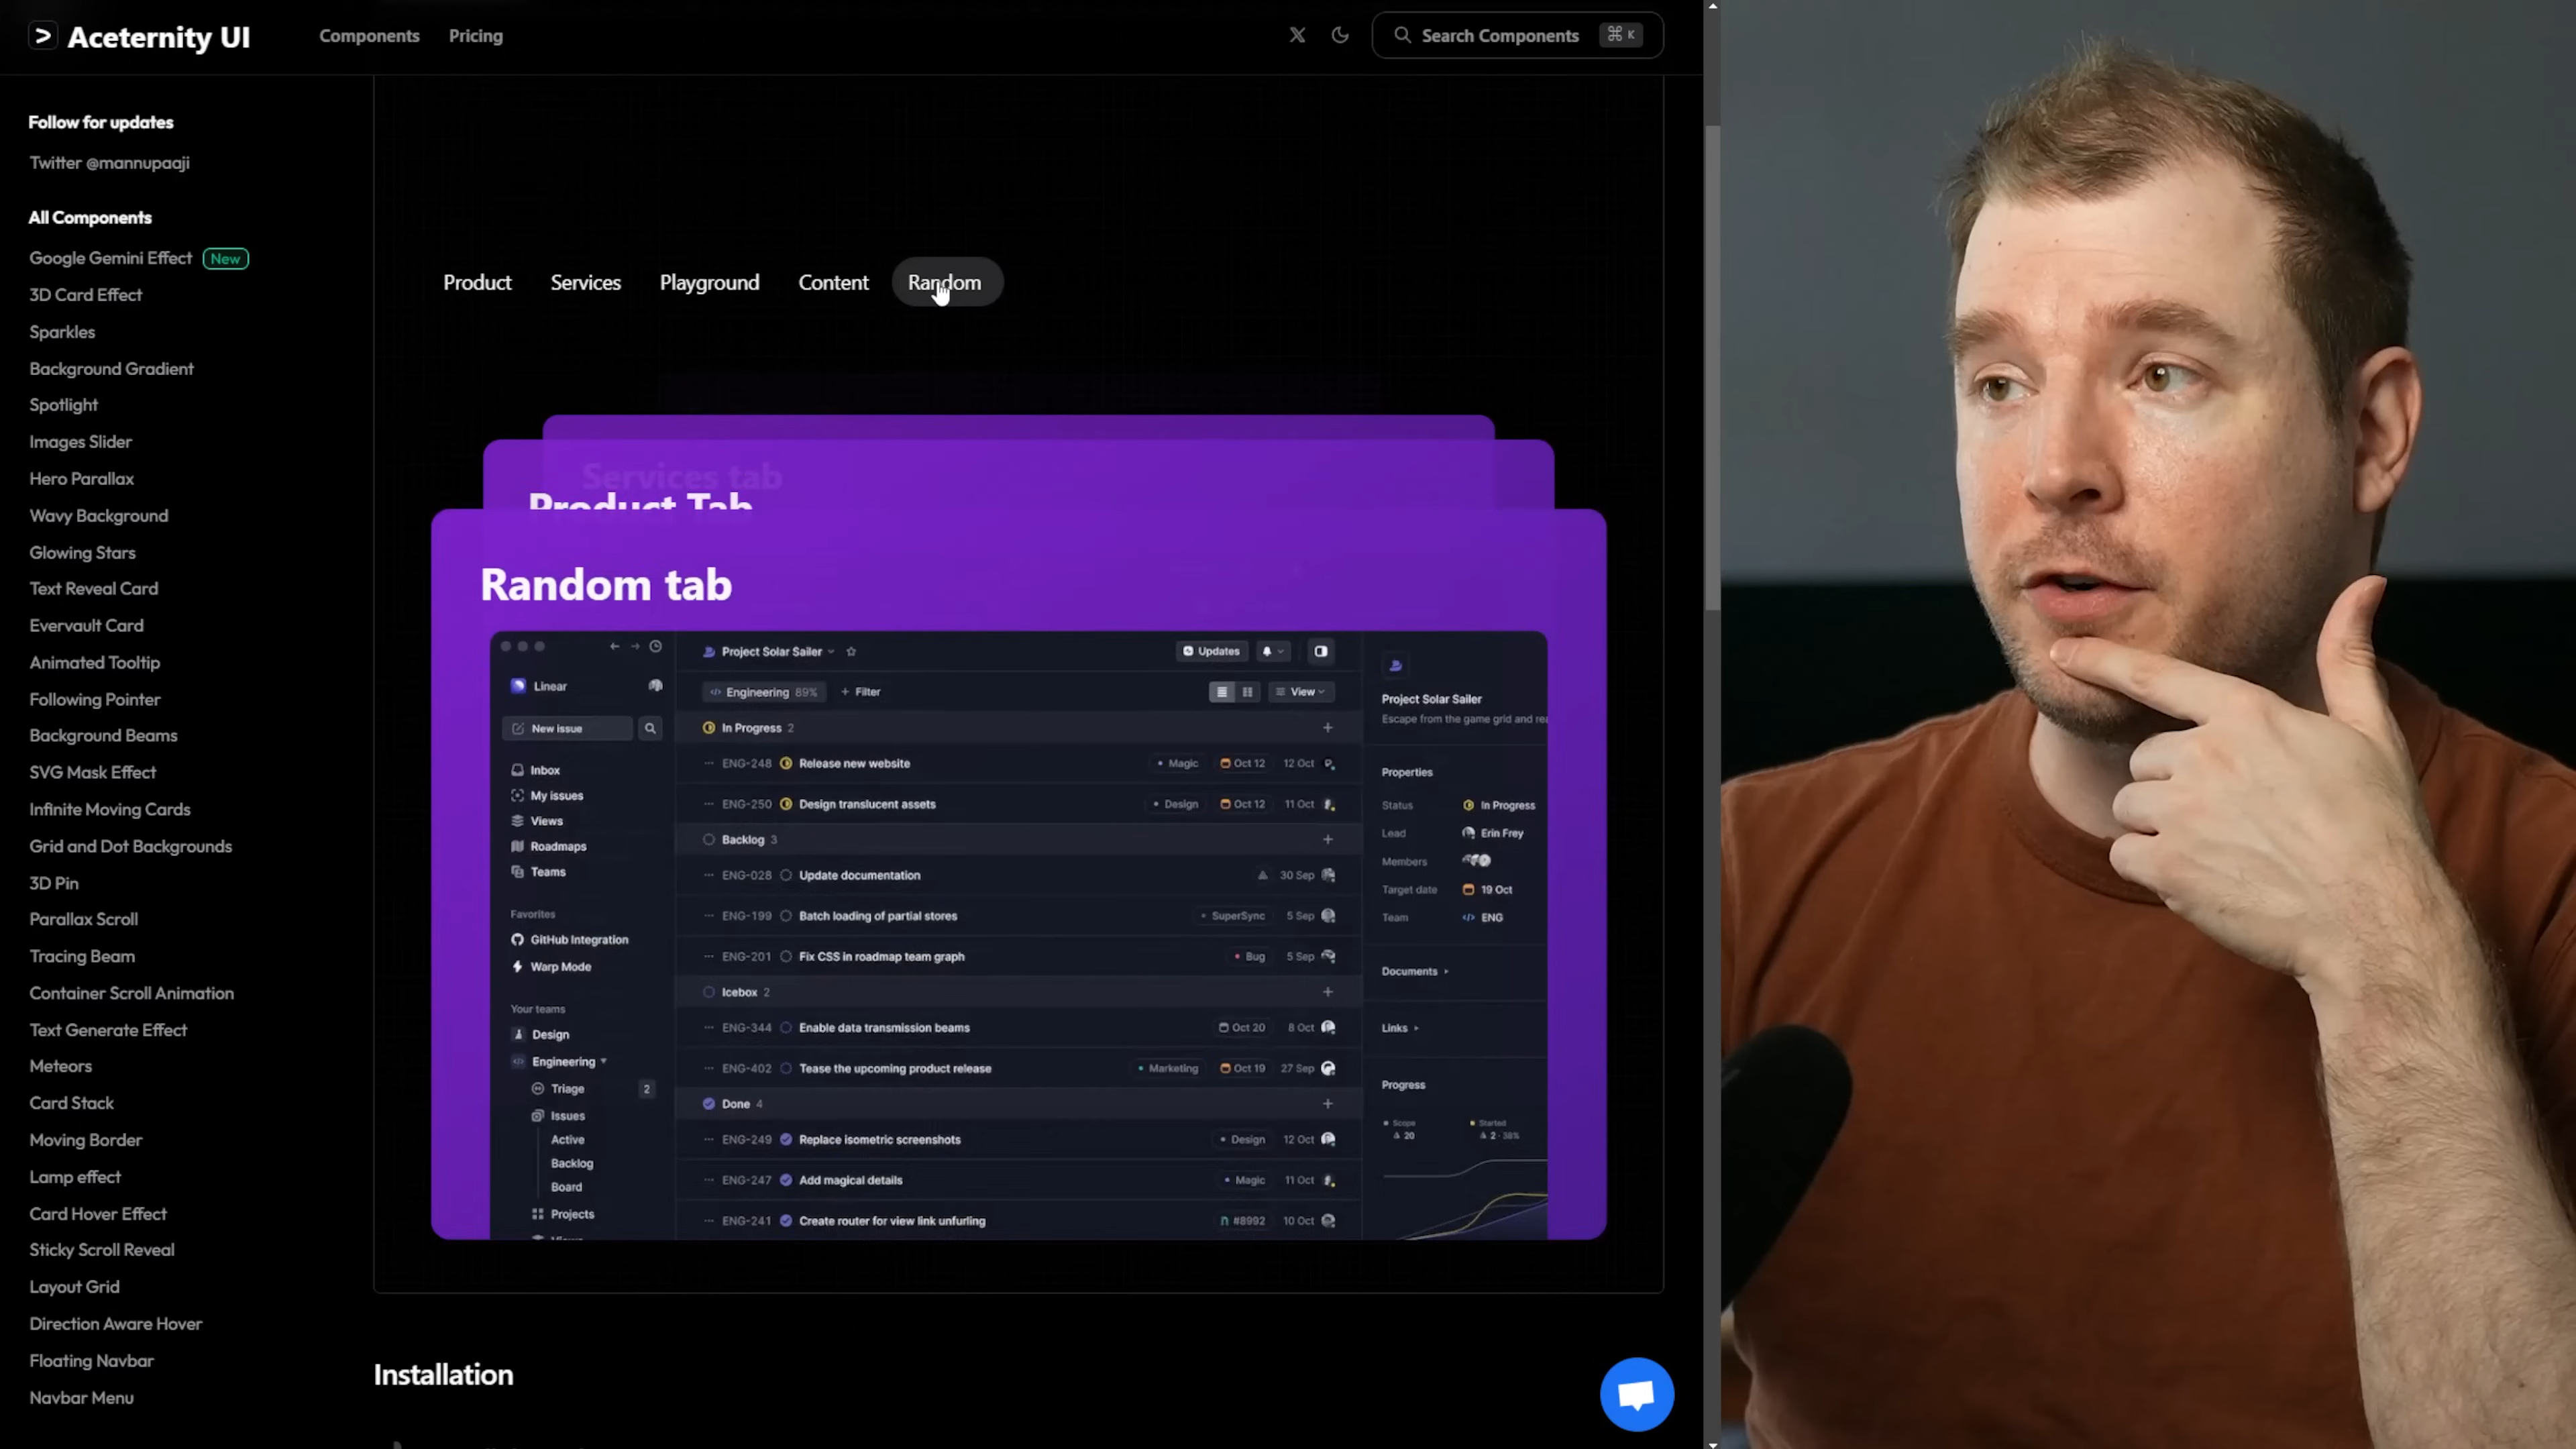 Aceternity UI
Components
Pricing
Search Components
⌘ K
Follow for updates
Twitter @mannupaaji
All Components
Google Gemini Effect New
3D Card Effect
Sparkles
Background Gradient
Spotlight
Images Slider
Hero Parallax
Wavy Background
Glowing Stars
Text Reveal Card
Evervault Card
Animated Tooltip
Following Pointer
Background Beams
SVG Mask Effect
Infinite Moving Cards
Grid and Dot Backgrounds
3D Pin
Parallax Scroll
Tracing Beam
Container Scroll Animation
Text Generate Effect
Meteors
Card Stack
Moving Border
Lamp effect
Card Hover Effect
Sticky Scroll Reveal
Layout Grid
Direction Aware Hover
Floating Navbar
Navbar Menu
Product Services Playground Content Random
Services tab
Product Tab
Random tab
Linear
New issue
Inbox
My issues
Views
Roadmaps
Teams
Favorites
GitHub Integration
Warp Mode
Your teams
Design
Engineering
Triage 2
Issues
Active
Backlog
Board
Projects
Project Solar Sailer
Updates
Engineering 89%
+ Filter
View
In Progress 2
ENG-248 Release new website Magic Oct 12 12 Oct
ENG-250 Design translucent assets Design Oct 12 11 Oct
Backlog 3
ENG-028 Update documentation 30 Sep
ENG-199 Batch loading of partial stores SuperSync 5 Sep
ENG-201 Fix CSS in roadmap team graph Bug 5 Sep
Icebox 2
ENG-344 Enable data transmission beams Oct 20 8 Oct
ENG-402 Tease the upcoming product release Marketing Oct 19 27 Sep
Done 4
ENG-249 Replace isometric screenshots Design 12 Oct
ENG-247 Add magical details Magic 11 Oct
ENG-241 Create router for view link unfurling #8992 10 Oct
Project Solar Sailer
Escape from the game grid and
Properties
Status In Progress
Lead Erin Frey
Members
Target date 19 Oct
Team ENG
Documents
Links
Progress
Scope Started
20 2 · 38%
Installation